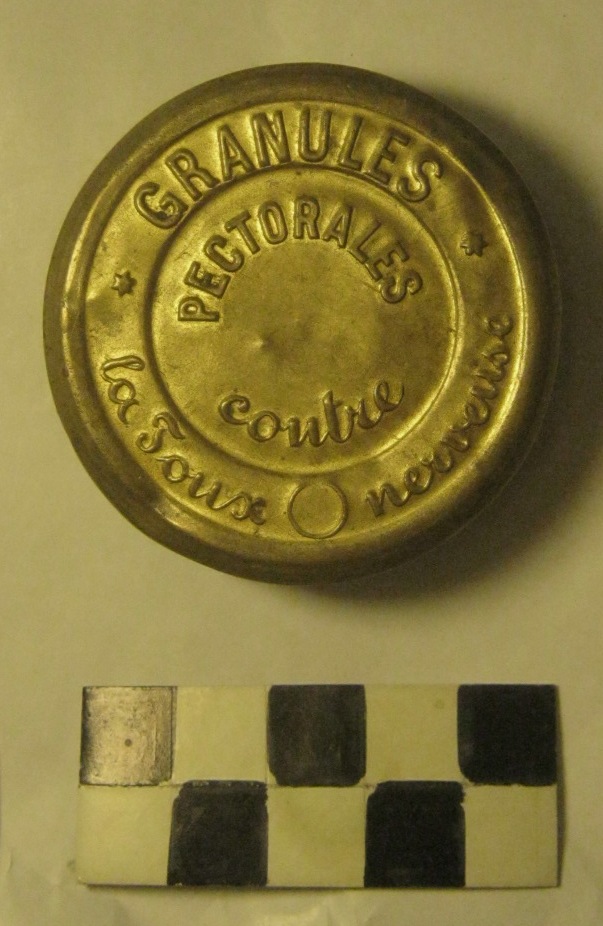 GRANULES
PECTORALES
contre
la Toux nerveuse